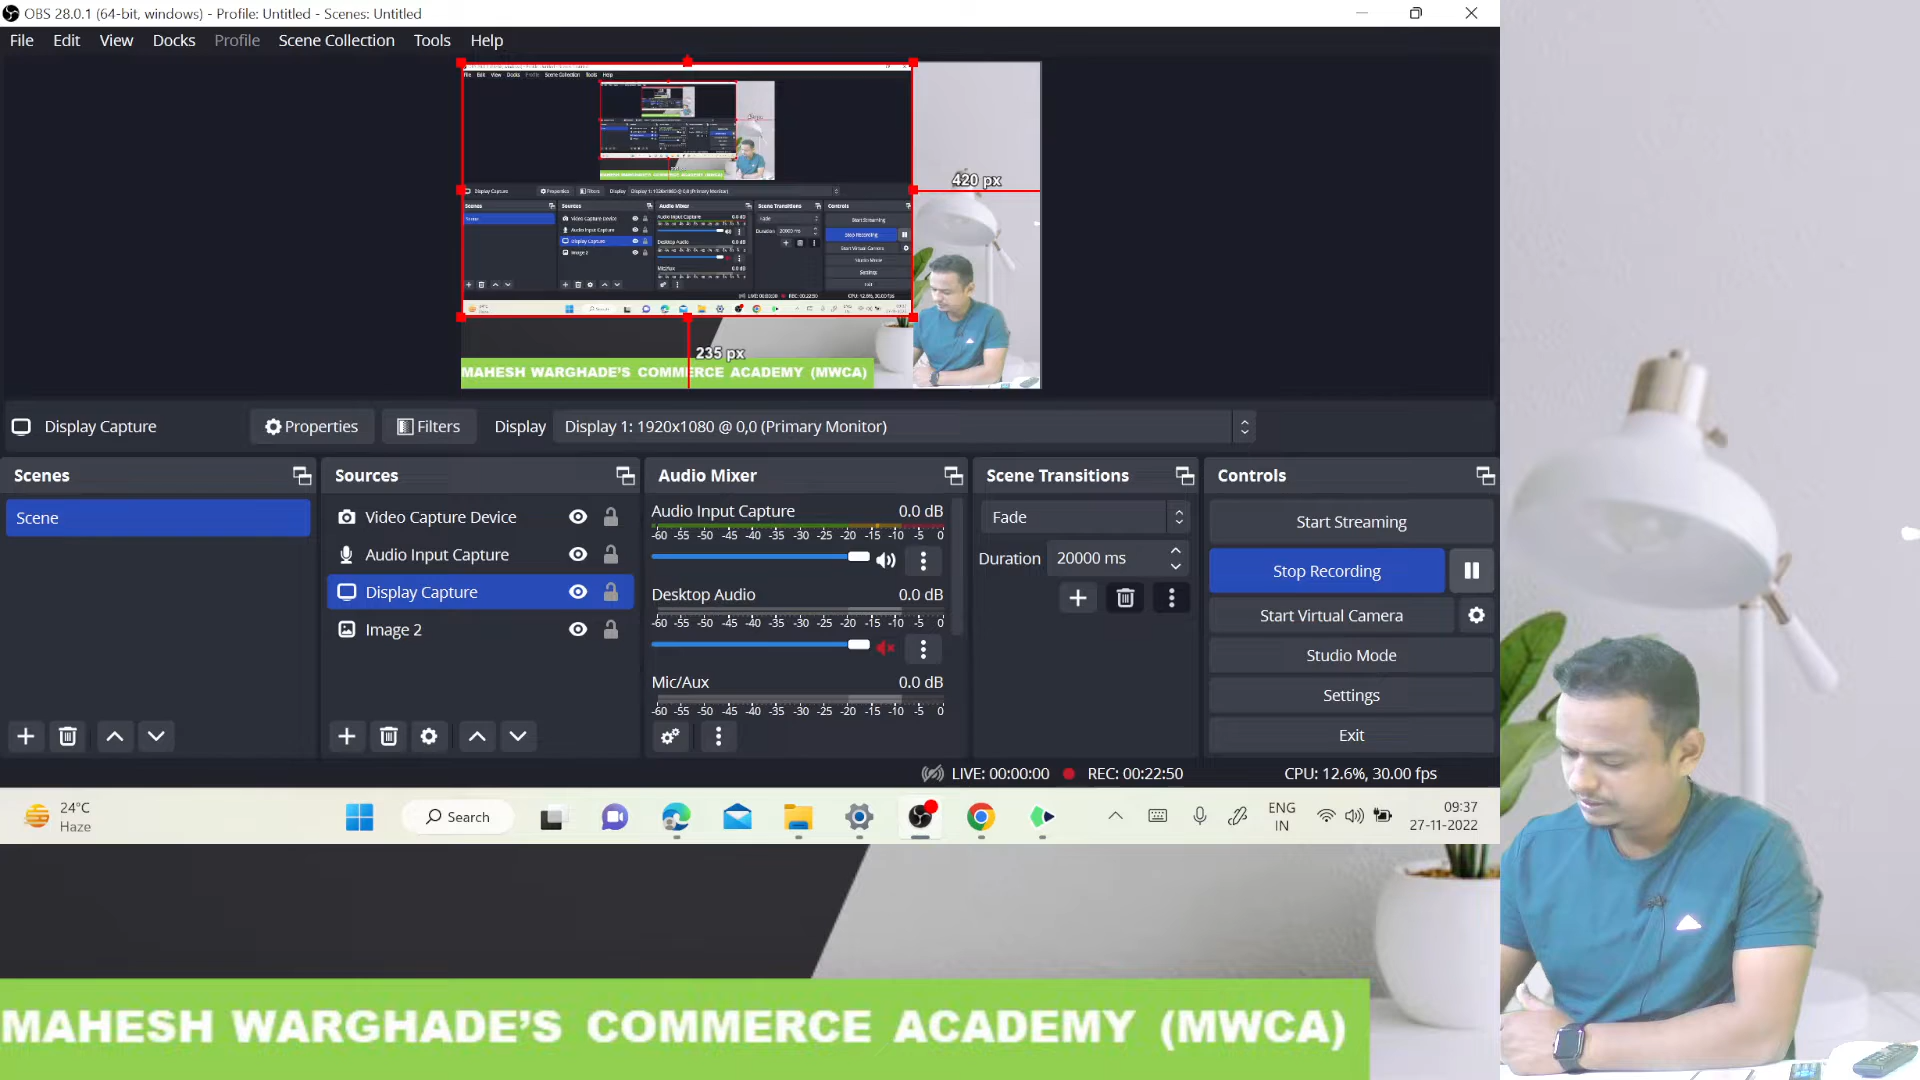 OBS 28.0.1 (64-bit, windows) - Profile: Untitled - Scenes: Untitled
File Edit View Docks Profile Scene Collection Tools Help
420 px
235 px
MAHESH WARGHADE'S COMMERCE ACADEMY (MWCA)
Display Capture Properties Filters Display Display 1: 1920x1080 @ 0,0 (Primary Monitor)
Scenes
Scene
Sources
Video Capture Device
Audio Input Capture
Display Capture
Image 2
Audio Mixer
Audio Input Capture 0.0 dB
-60 -55 -50 -45 -40 -35 -30 -25 -20 -15 -10 -5 0
Desktop Audio 0.0 dB
-60 -55 -50 -45 -40 -35 -30 -25 -20 -15 -10 -5 0
Mic/Aux 0.0 dB
-60 -55 -50 -45 -40 -35 -30 -25 -20 -15 -10 -5 0
Scene Transitions
Fade
Duration 20000 ms
Controls
Start Streaming
Stop Recording
Start Virtual Camera
Studio Mode
Settings
Exit
LIVE: 00:00:00 REC: 00:22:50 CPU: 12.6%, 30.00 fps
24°C
Haze
Search
ENG
IN
09:37
27-11-2022
MAHESH WARGHADE'S COMMERCE ACADEMY (MWCA)